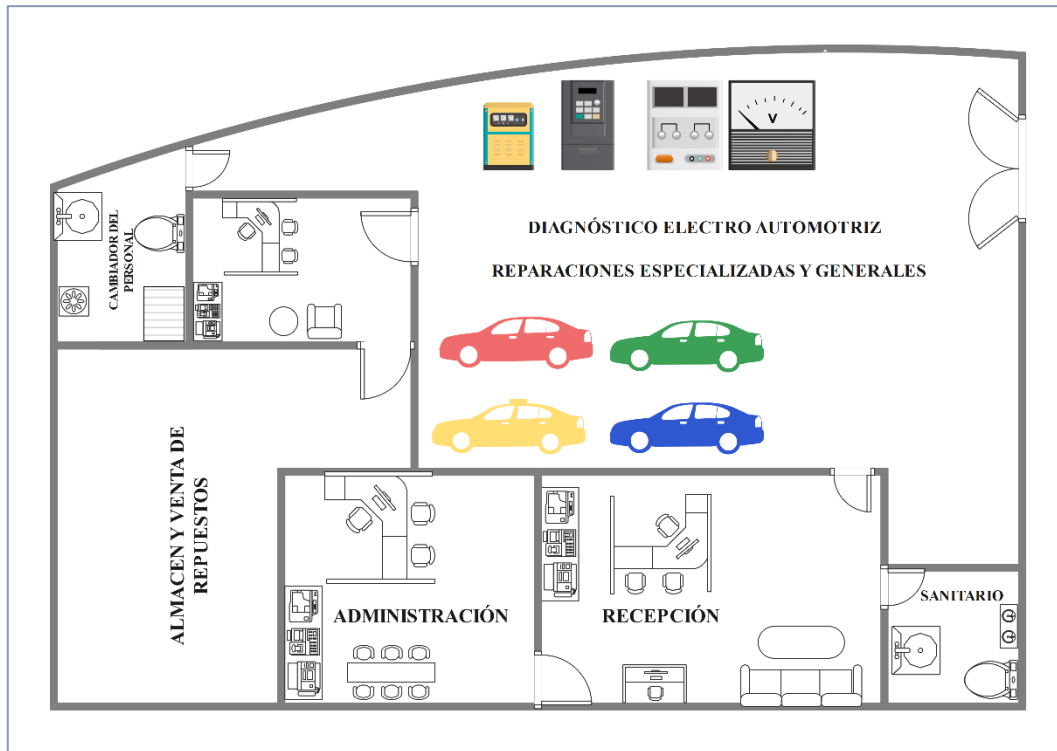 V
DIAGNÓSTICO ELECTRO AUTOMOTRIZ
REPARACIONES ESPECIALIZADAS Y GENERALES
CAMBIADOR DEL
PERSONAL
ALMACEN Y VENTA DE
REPUESTOS
ADMINISTRACIÓN
RECEPCIÓN
SANITARIO